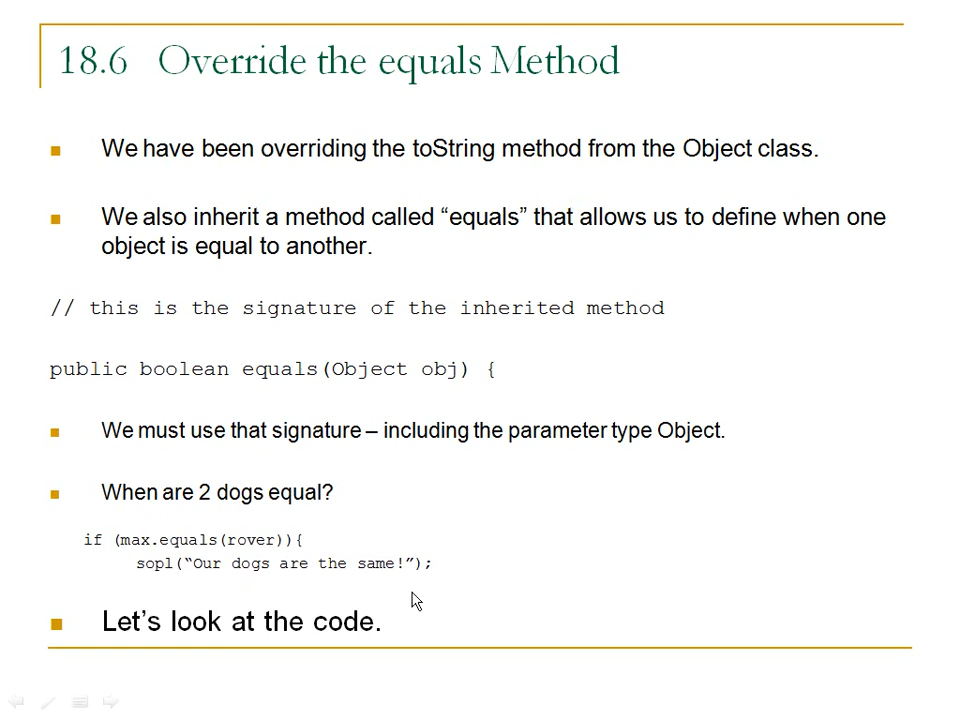 18.6 Override the equals Method
We have been overriding the toString method from the Object class.
We also inherit a method called “equals” that allows us to define when one
object is equal to another.
// this is the signature of the inherited method
public boolean equals(Object obj) {
We must use that signature – including the parameter type Object.
When are 2 dogs equal?
if (max.equals(rover)){
sopl(“Our dogs are the same!”);
Let’s look at the code.